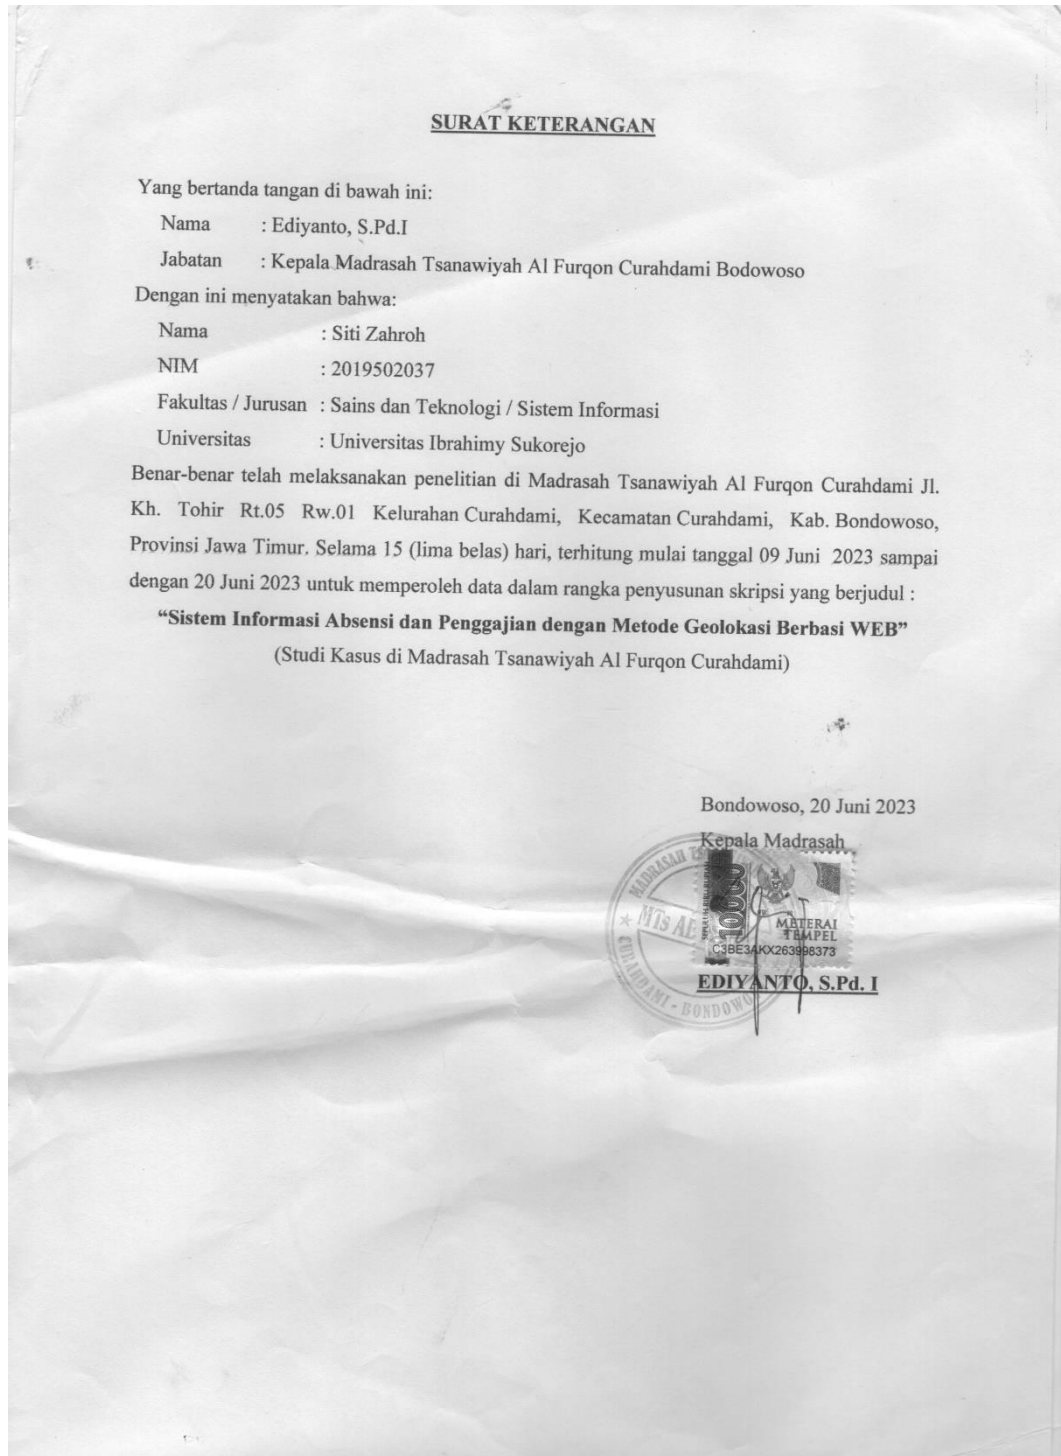 SURAT KETERANGAN
Yang bertanda tangan di bawah ini:
Nama : Ediyanto, S.Pd.I
Jabatan : Kepala Madrasah Tsanawiyah Al Furqon Curahdami Bodowoso
Dengan ini menyatakan bahwa:
Nama : Siti Zahroh
NIM : 2019502037
Fakultas / Jurusan : Sains dan Teknologi / Sistem Informasi
Universitas : Universitas Ibrahimy Sukorejo
Benar-benar telah melaksanakan penelitian di Madrasah Tsanawiyah Al Furqon Curahdami Jl.
Kh. Tohir Rt.05 Rw.01 Kelurahan Curahdami, Kecamatan Curahdami, Kab. Bondowoso,
Provinsi Jawa Timur. Selama 15 (lima belas) hari, terhitung mulai tanggal 09 Juni 2023 sampai
dengan 20 Juni 2023 untuk memperoleh data dalam rangka penyusunan skripsi yang berjudul :
“Sistem Informasi Absensi dan Penggajian dengan Metode Geolokasi Berbasi WEB”
(Studi Kasus di Madrasah Tsanawiyah Al Furqon Curahdami)
Bondowoso, 20 Juni 2023
Kepala Madrasah
MADRASAH
MTs
CURAHDAMI - BONDOWO
10000
METERAI
TEMPEL
C3BE3AKX263998373
EDIYANTO, S.Pd. I